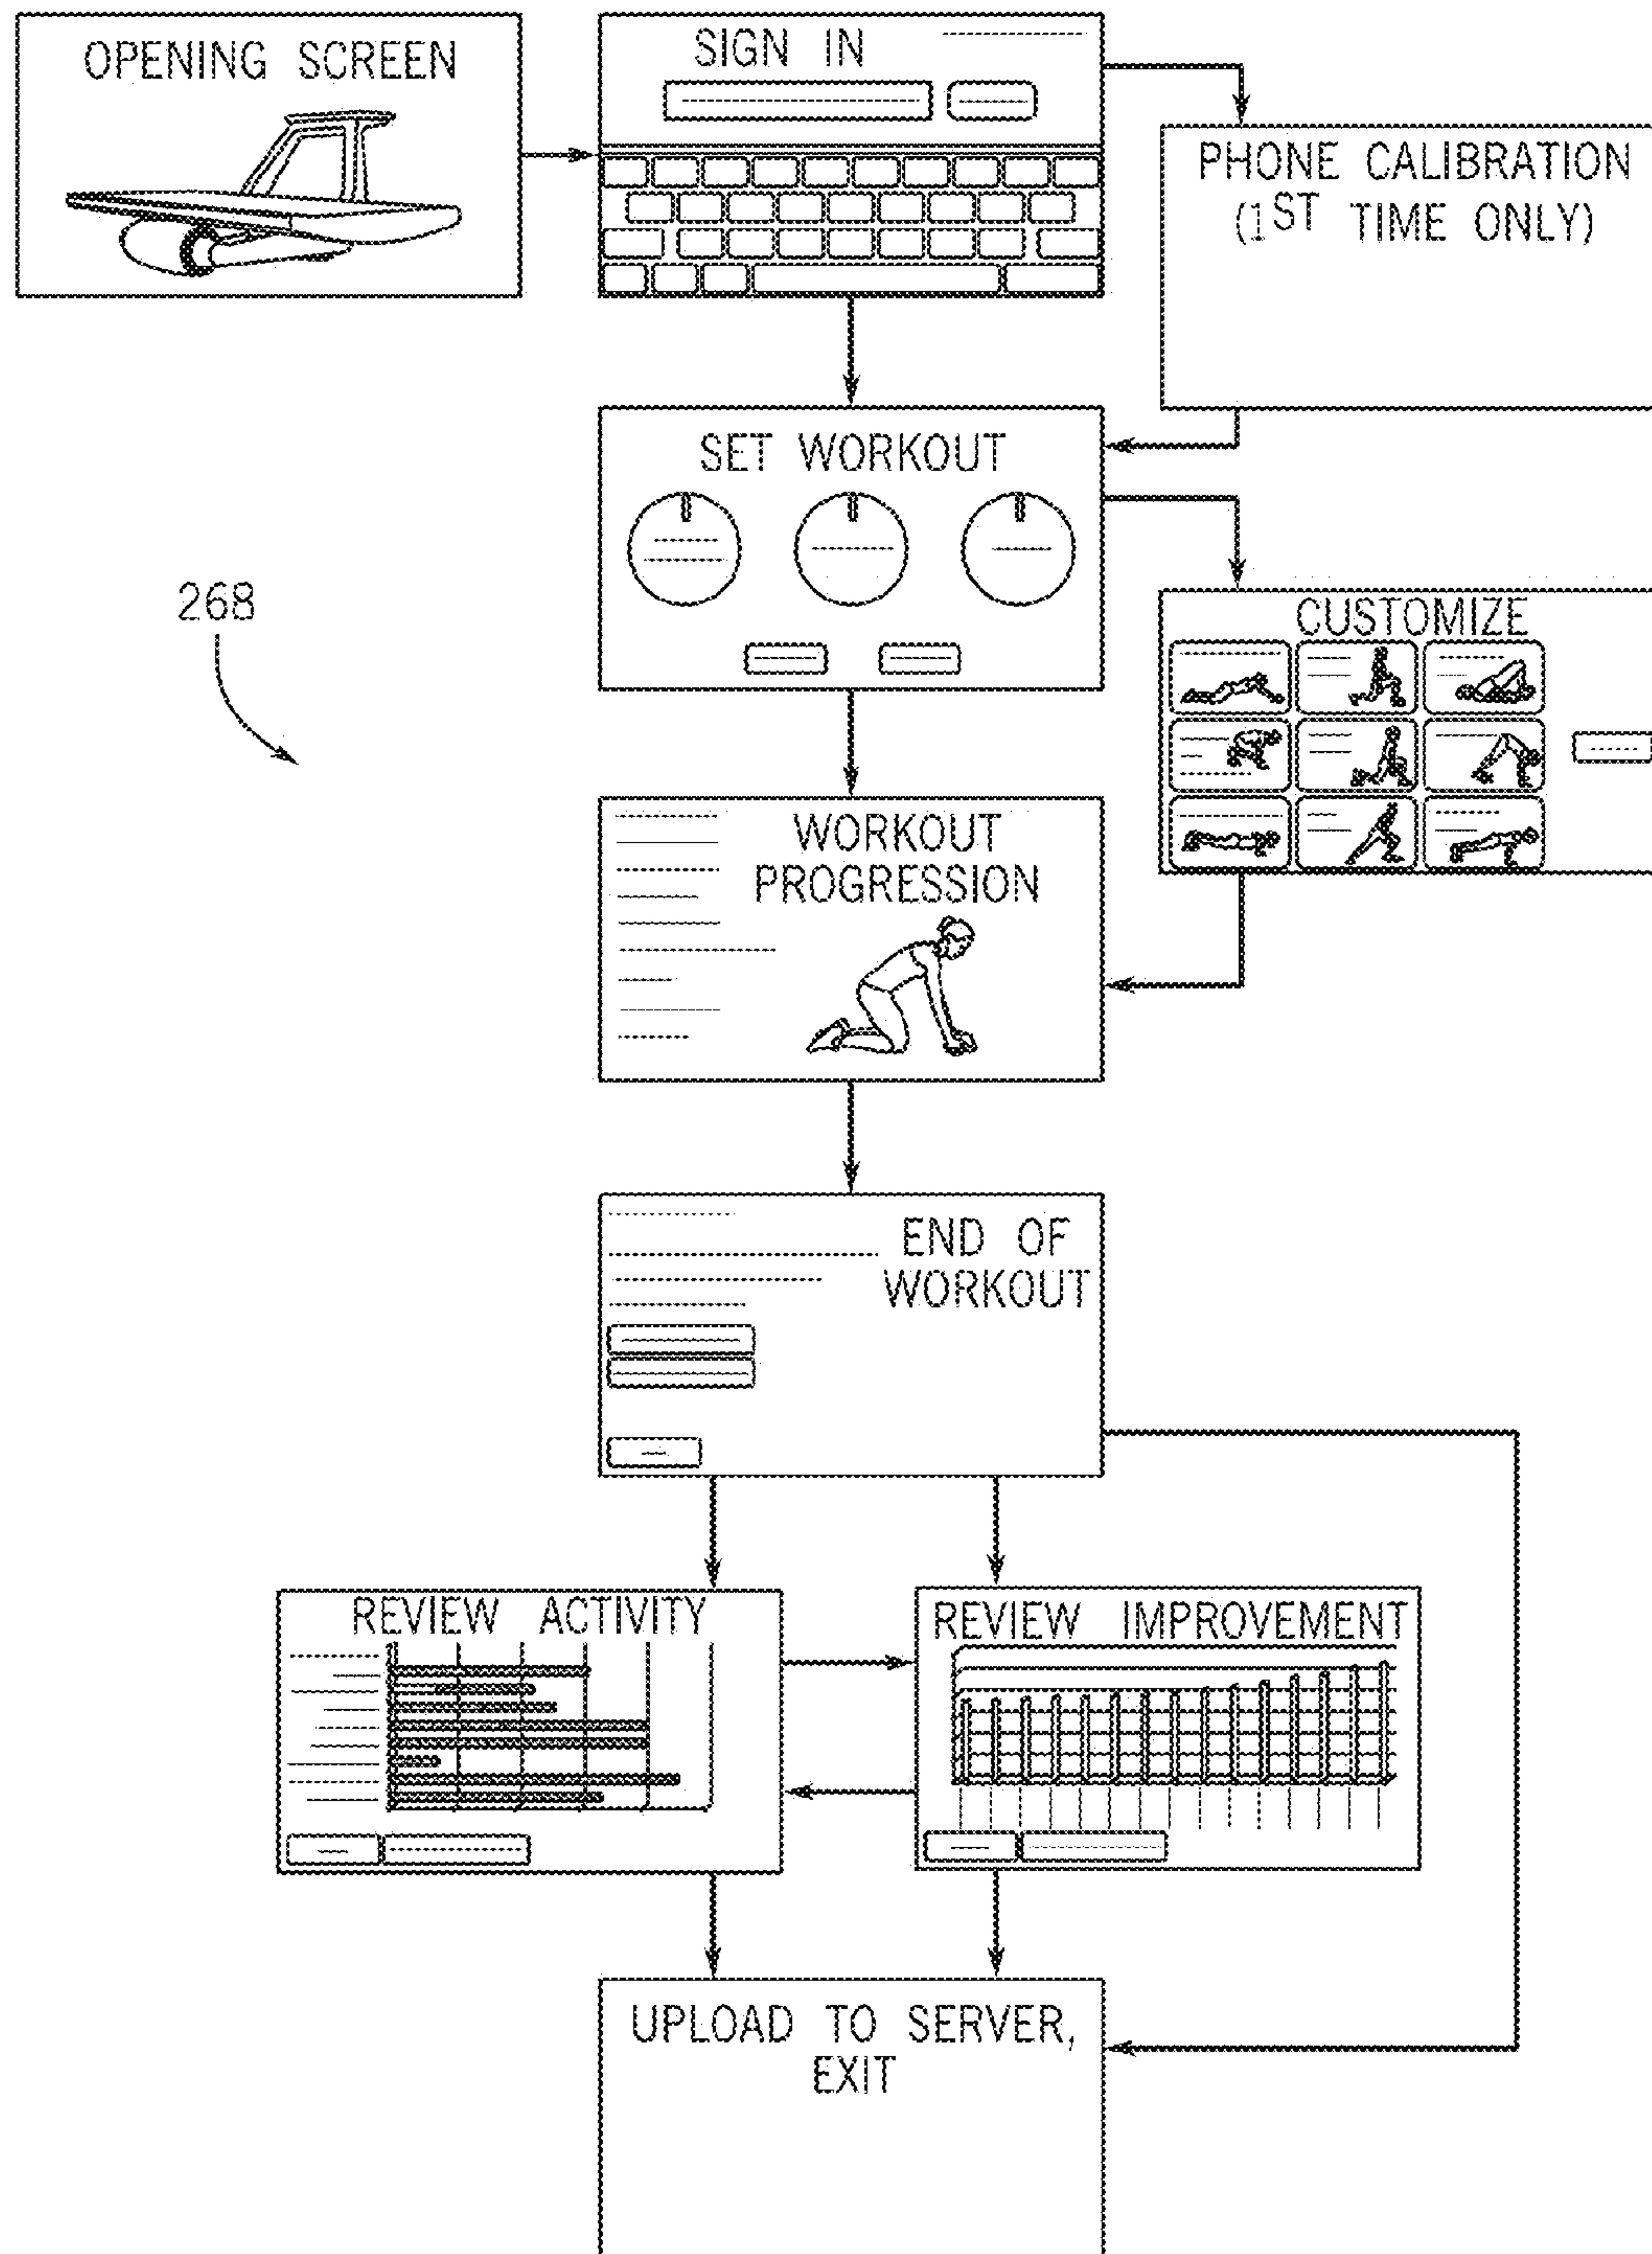 OPENING SCREEN
SIGN IN
PHONE CALIBRATION
(1ST TIME ONLY)
SET WORKOUT
268
CUSTOMIZE
WORKOUT
PROGRESSION
END OF
WORKOUT
REVIEW ACTIVITY
REVIEW IMPROVEMENT
UPLOAD TO SERVER,
EXIT